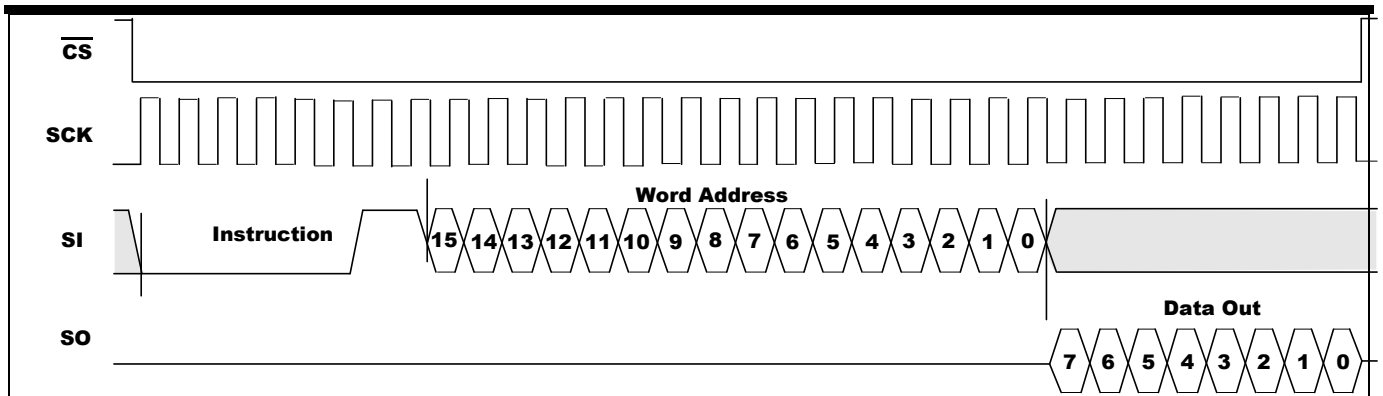 CS
SCK
Word Address
SI Instruction 15 14 13 12 11 10 9 8 7 6 5 4 3 2 1 0
Data Out
SO
7 6 5 4 3 2 1 0